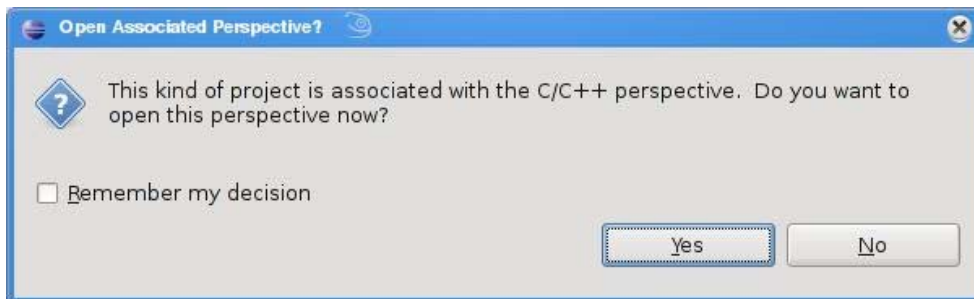 Open Associated Perspective?
This kind of project is associated with the C/C++ perspective.  Do you want to
open this perspective now?
Remember my decision
Yes
No